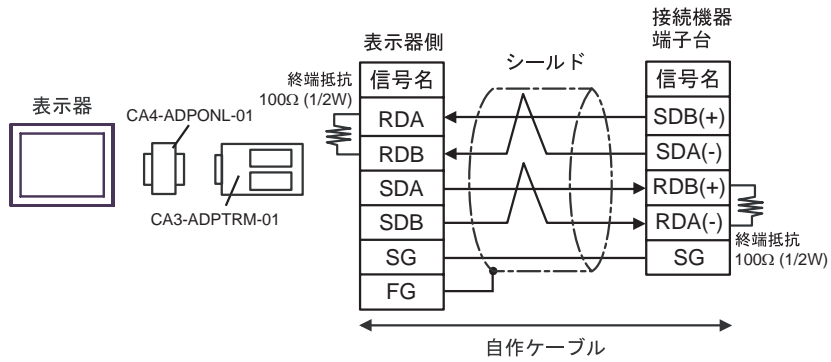 表示器
CA4-ADPONL-01
CA3-ADPTRM-01
終端抵抗
100Ω (1/2W)
表示器側
信号名
RDA
RDB
SDA
SDB
SG
FG
シールド
接続機器
端子台
信号名
SDB(+)
SDA(-)
RDB(+)
RDA(-)
SG
終端抵抗
100Ω (1/2W)
自作ケーブル